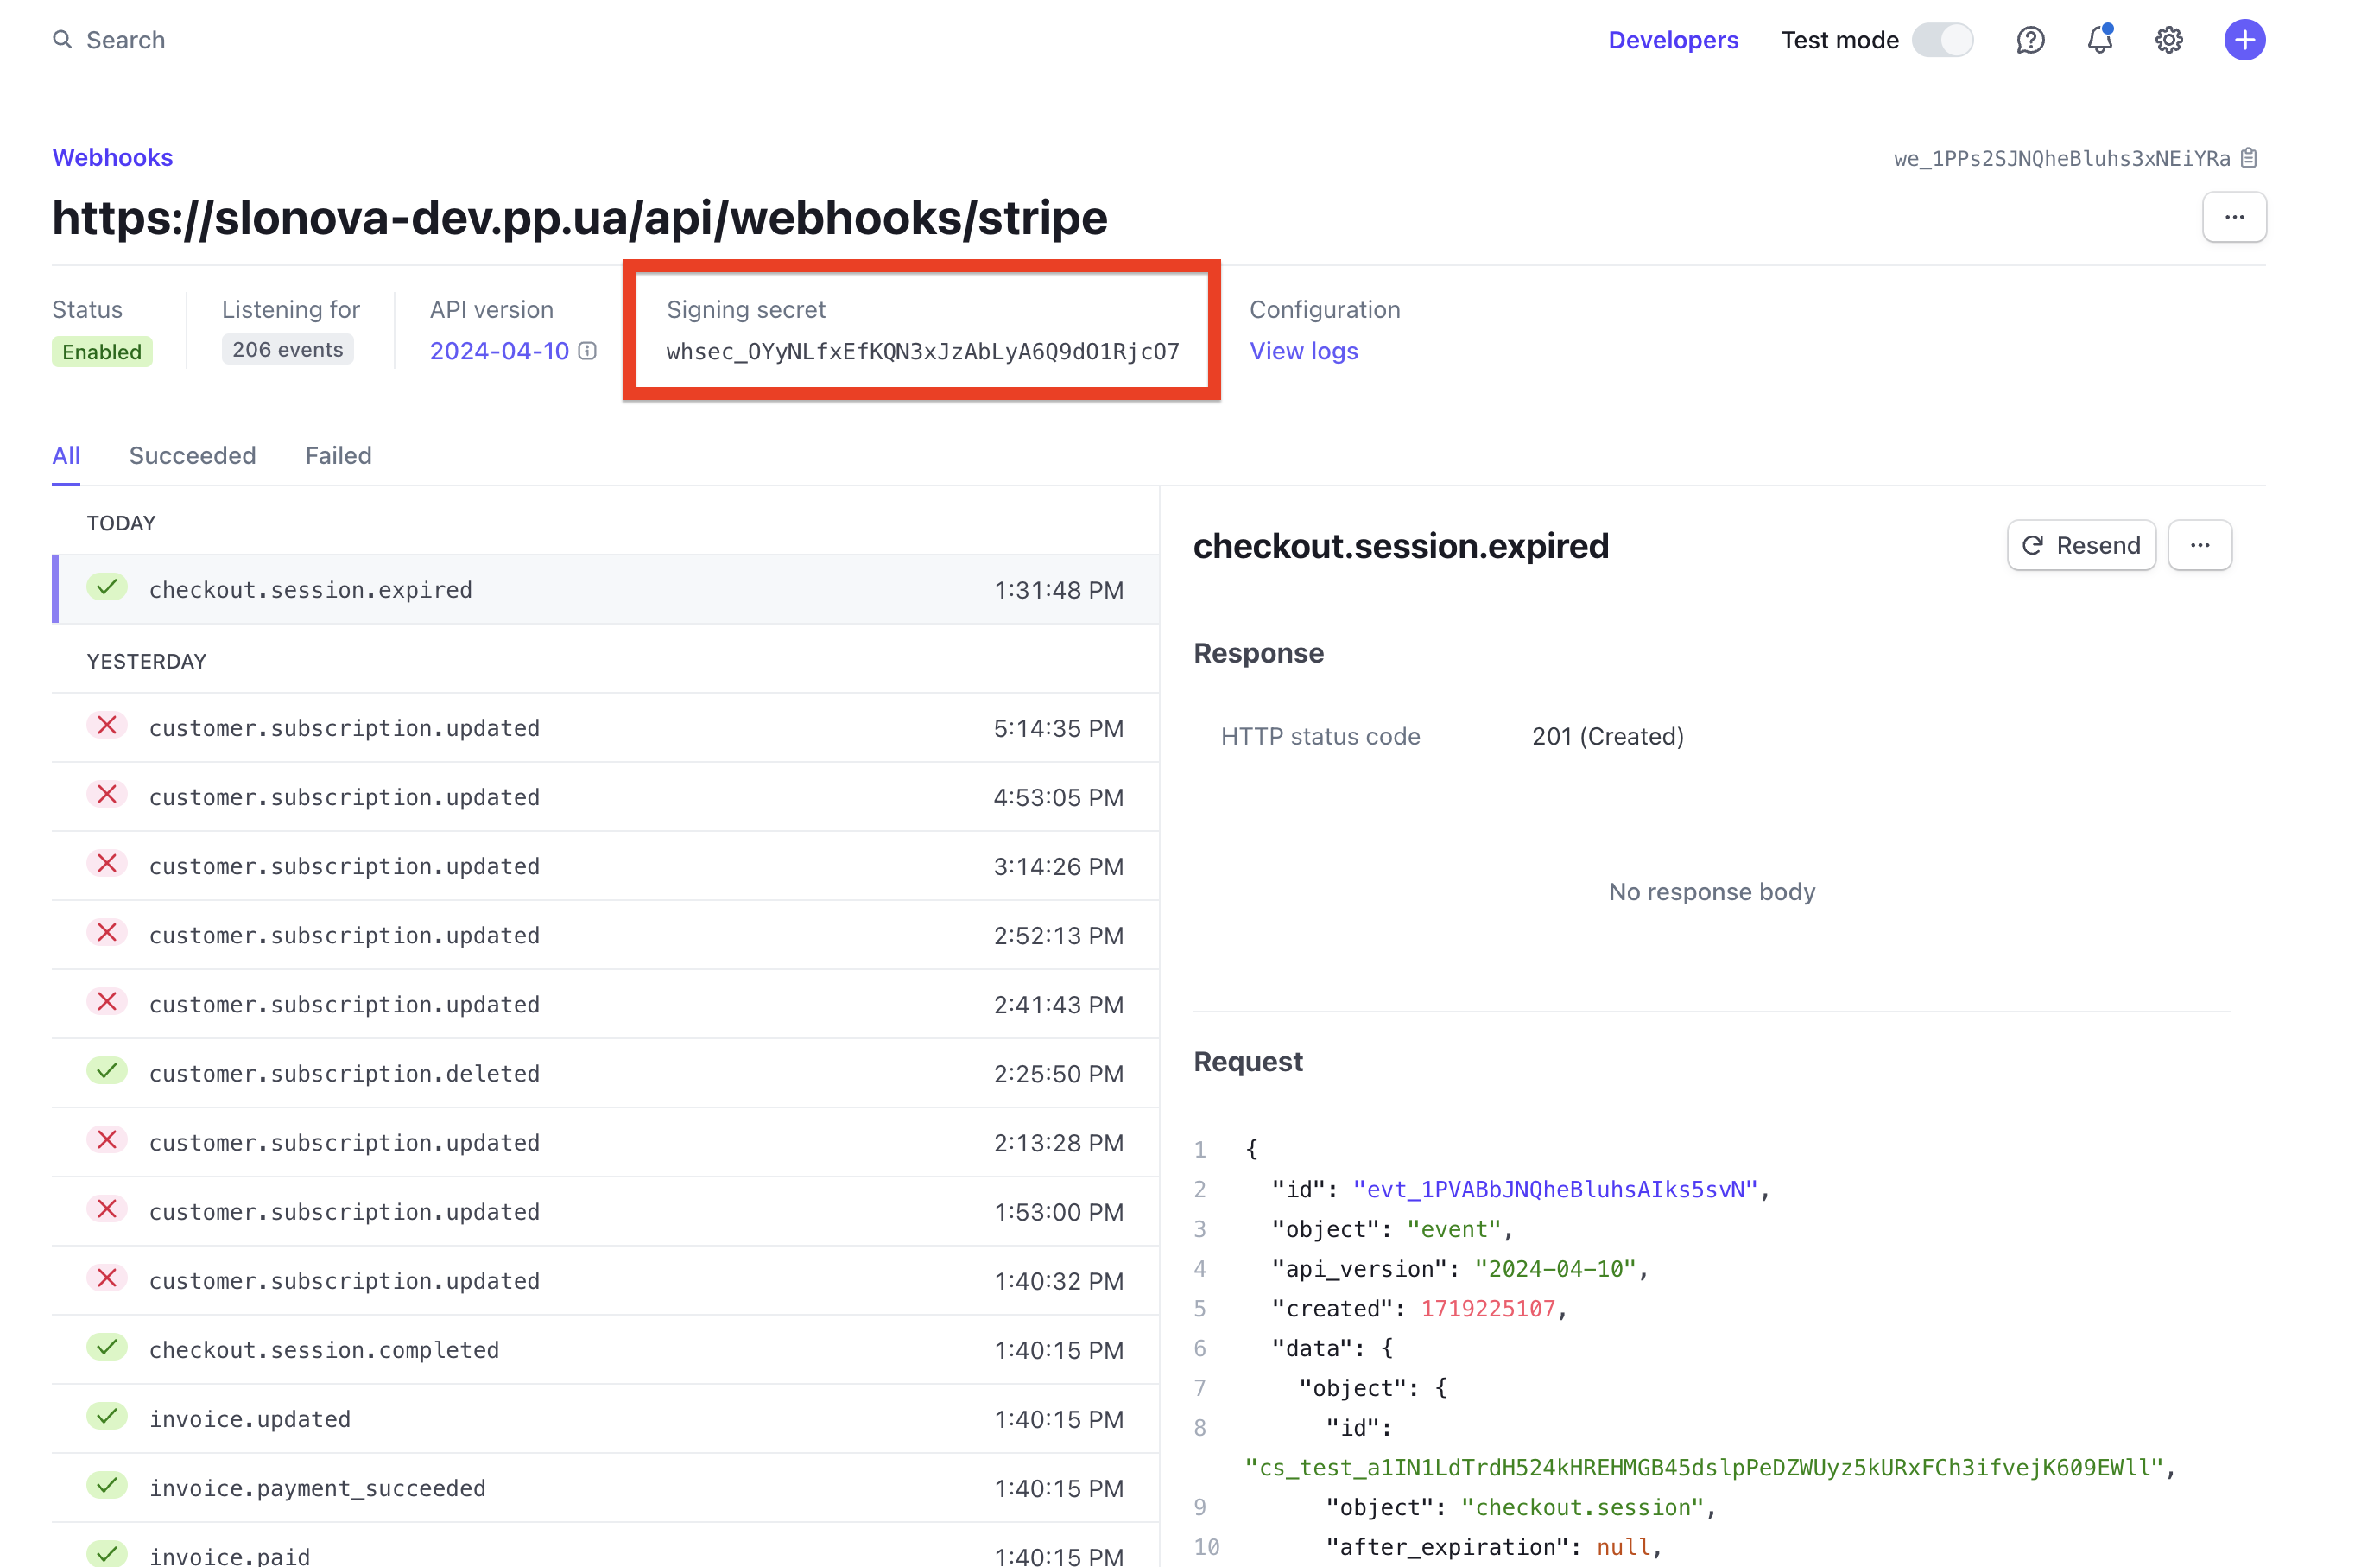 Search
Developers
Test mode
Webhooks
we_1PPs2SJNQheBluhs3xNEiYRa
https://slonova-dev.pp.ua/api/webhooks/stripe
Status
Listening for
API version
Signing secret
Configuration
Enabled
206 events
2024-04-10
whsec_OYyNLfxEfKQN3xJzAbLyA6Q9dO1RjcO7
View logs
All
Succeeded
Failed
TODAY
checkout.session.expired 1:31:48 PM
YESTERDAY
customer.subscription.updated 5:14:35 PM
customer.subscription.updated 4:53:05 PM
customer.subscription.updated 3:14:26 PM
customer.subscription.updated 2:52:13 PM
customer.subscription.updated 2:41:43 PM
customer.subscription.deleted 2:25:50 PM
customer.subscription.updated 2:13:28 PM
customer.subscription.updated 1:53:00 PM
customer.subscription.updated 1:40:32 PM
checkout.session.completed 1:40:15 PM
invoice.updated 1:40:15 PM
invoice.payment_succeeded 1:40:15 PM
invoice.paid 1:40:15 PM
checkout.session.expired
Resend
Response
HTTP status code 201 (Created)
No response body
Request
1 {
2 "id": "evt_1PVABbJNQheBluhsAIks5svN",
3 "object": "event",
4 "api_version": "2024-04-10",
5 "created": 1719225107,
6 "data": {
7 "object": {
8 "id":
"cs_test_a1IN1LdTrdH524kHREHMGB45dslpPeDZWUyz5kURxFCh3ifvejK609EWll",
9 "object": "checkout.session",
10 "after_expiration": null,